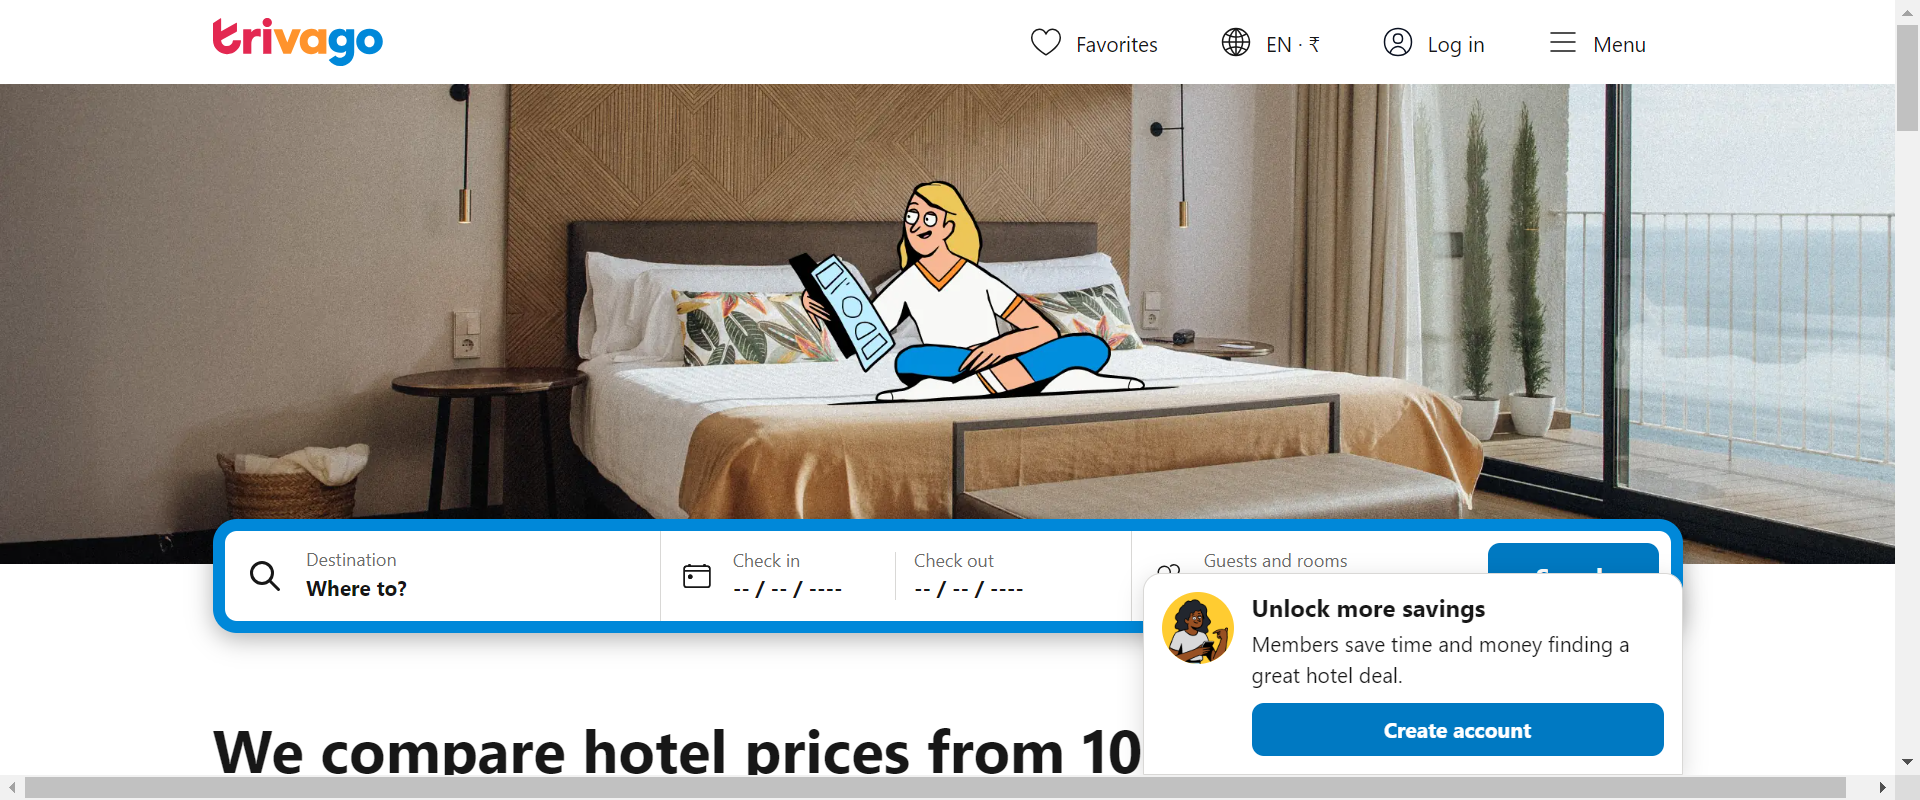 trivago
Favorites
EN · ₹
Log in
Menu
Destination
Where to?
Check in
-- / -- / ----
Check out
-- / -- / ----
Guests and rooms
Unlock more savings
Members save time and money finding a
great hotel deal.
Create account
We compare hotel prices from 10